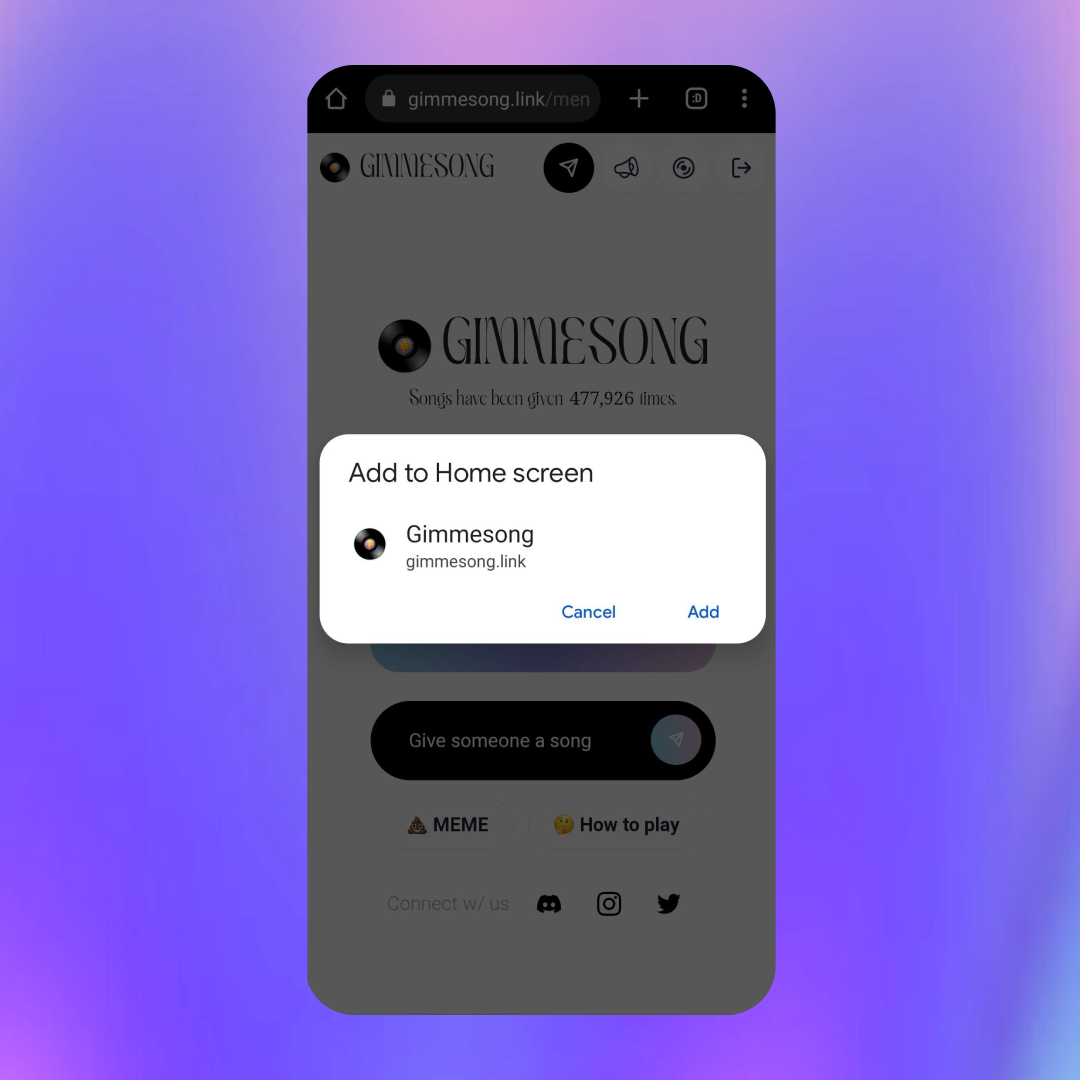 gimmesong.link/men
:D
GIMMESONG
GIMMESONG
Songs have been given 477,926 times.
Add to Home screen
Gimmesong
gimmesong.link
Cancel Add
Give someone a song
💩 MEME 🤔 How to play
Connect w/ us